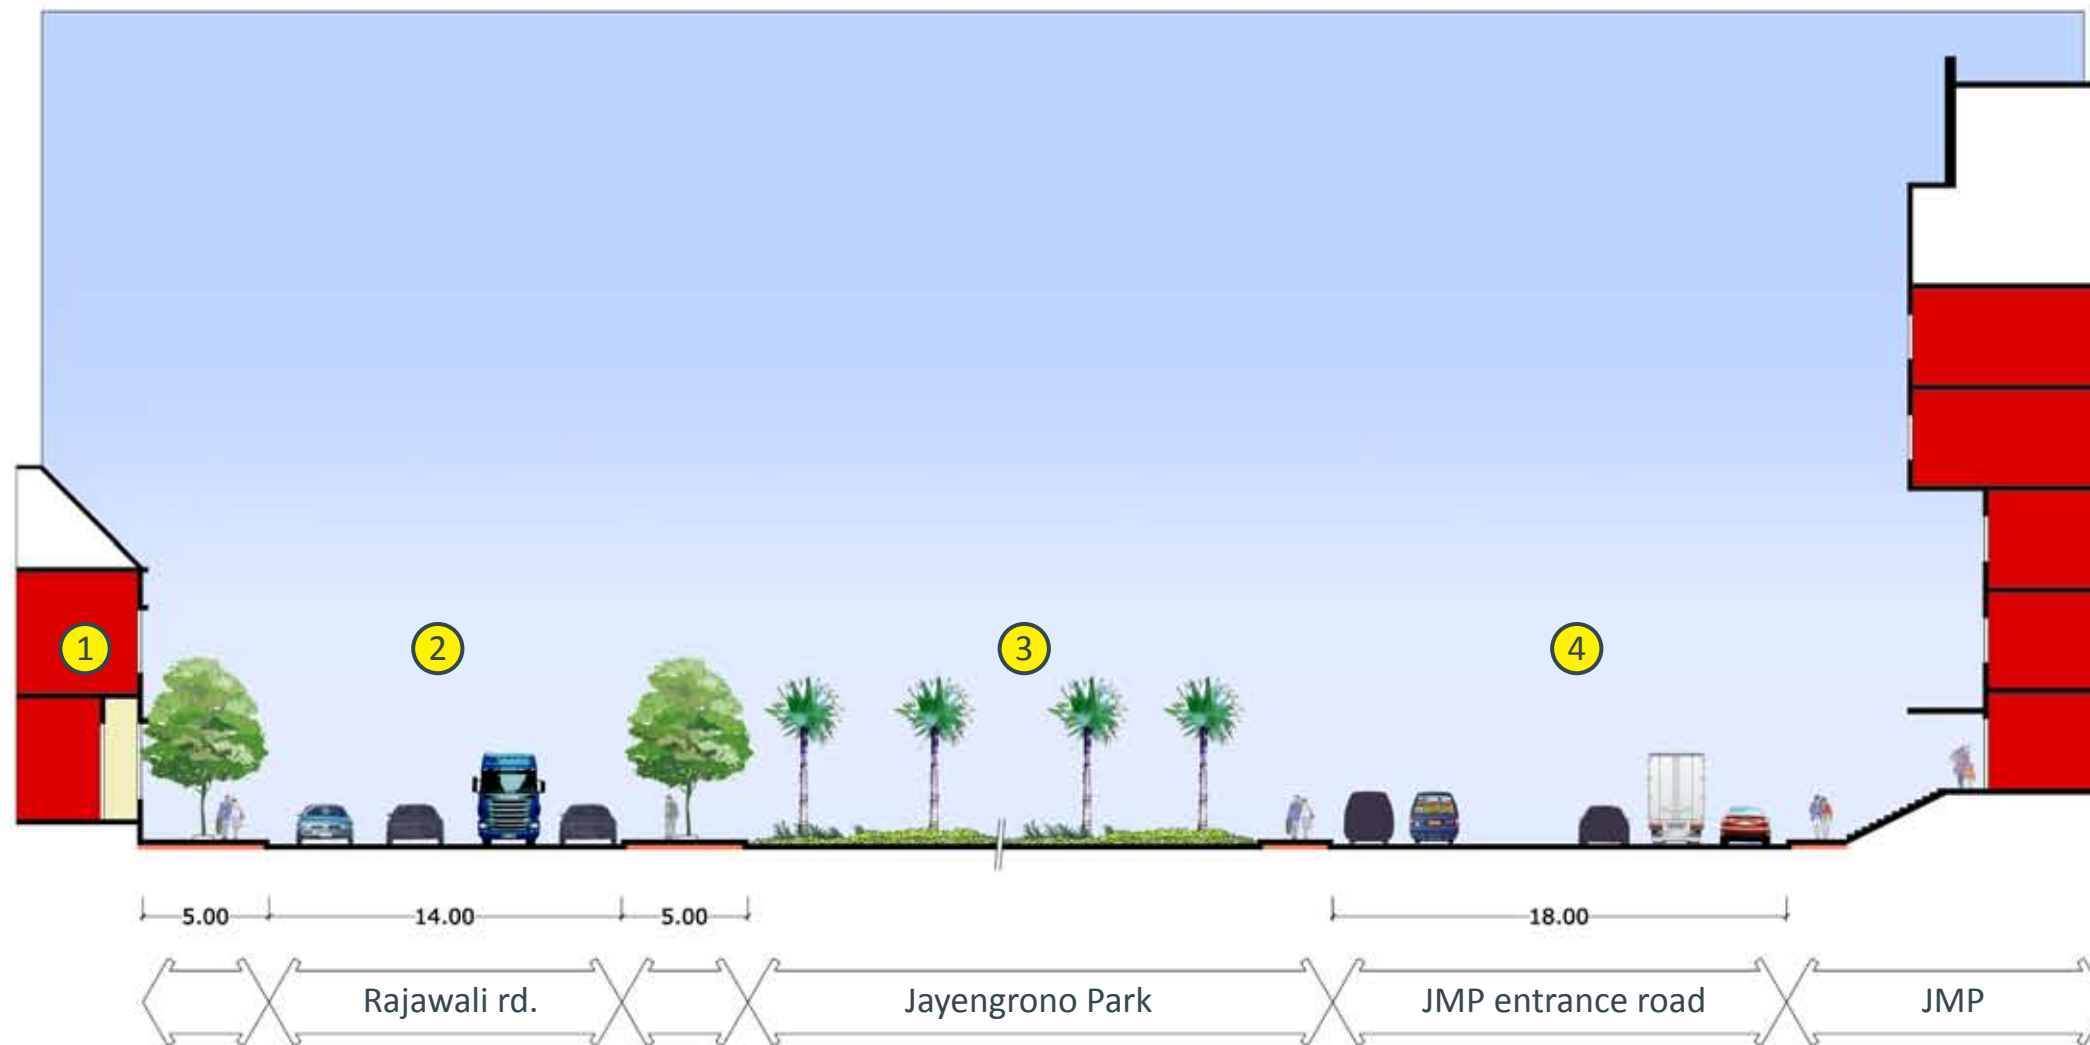 1
2
3
4
5.00
14.00
5.00
18.00
Rajawali rd.
Jayengrono Park
JMP entrance road
JMP